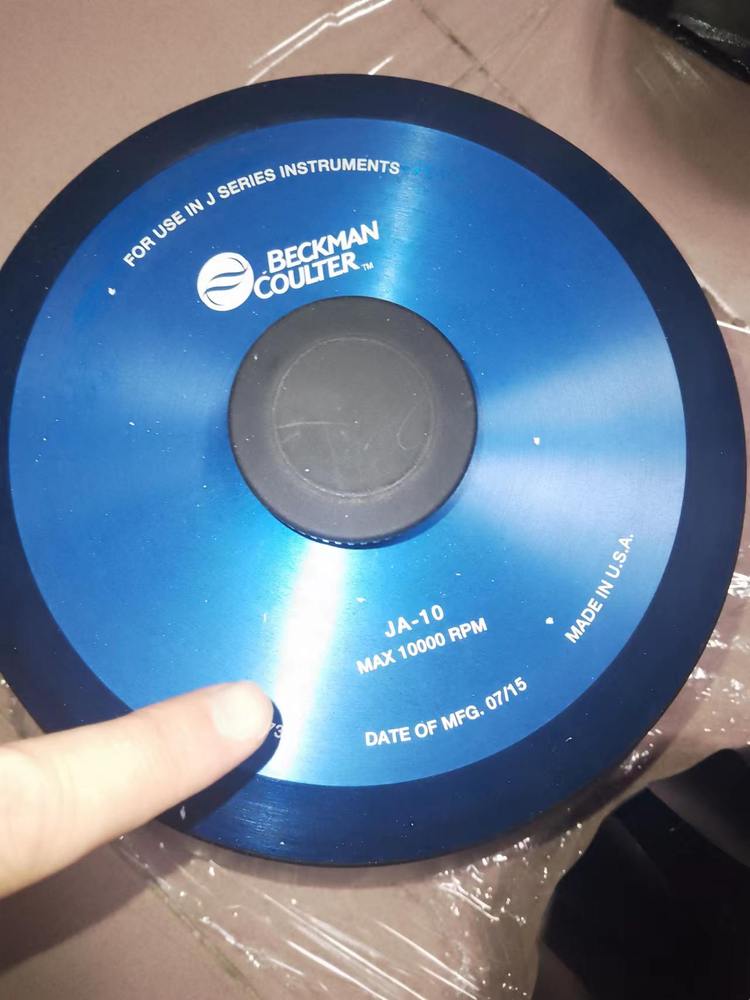 FOR USE IN J SERIES INSTRUMENTS
BECKMAN
COULTER™
MADE IN U.S.A.
JA-10
MAX 10000 RPM
DATE OF MFG. 07/15